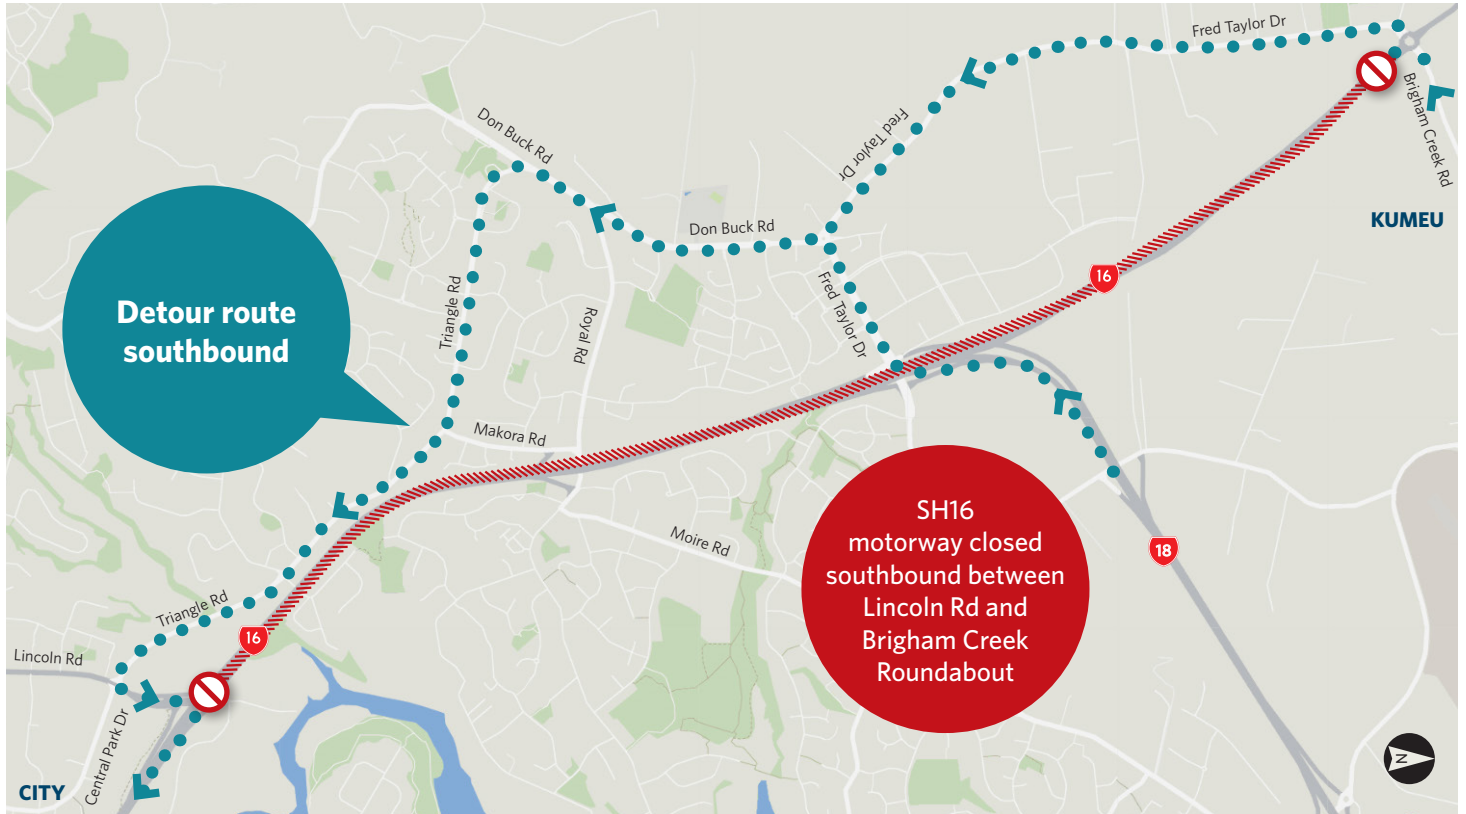 Fred Taylor Dr
Brigham Creek Rd
KUMEU
Fred Taylor Dr
Don Buck Rd
Don Buck Rd
Fred Taylor Dr
16
Detour route
southbound
Triangle Rd
Royal Rd
Makora Rd
Moire Rd
SH16
motorway closed
southbound between
Lincoln Rd and
Brigham Creek
Roundabout
18
Triangle Rd
16
Lincoln Rd
Central Park Dr
CITY
N